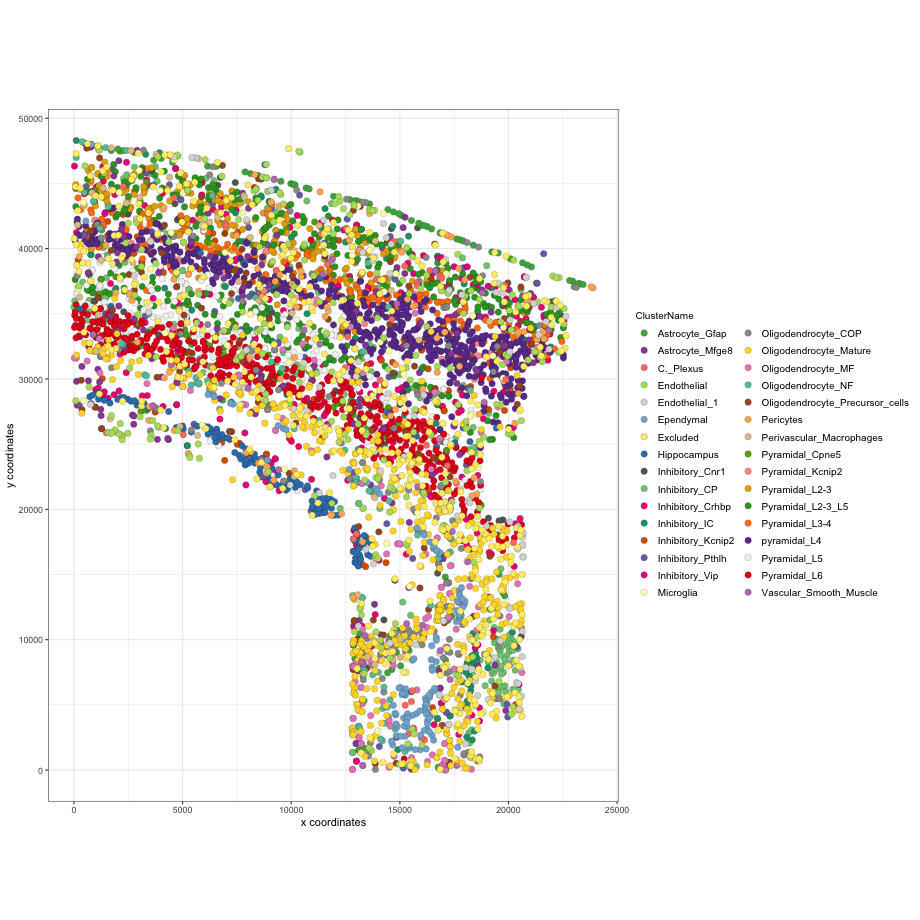 50000
40000
30000
20000
10000
0
y coordinates
0 5000 10000 15000 20000 25000
x coordinates
ClusterName
Astrocyte_Gfap
Astrocyte_Mfge8
C._Plexus
Endothelial
Endothelial_1
Ependymal
Excluded
Hippocampus
Inhibitory_Cnr1
Inhibitory_CP
Inhibitory_Crhbp
Inhibitory_IC
Inhibitory_Kcnip2
Inhibitory_Pthlh
Inhibitory_Vip
Microglia
Oligodendrocyte_COP
Oligodendrocyte_Mature
Oligodendrocyte_MF
Oligodendrocyte_NF
Oligodendrocyte_Precursor_cells
Pericytes
Perivascular_Macrophages
Pyramidal_Cpne5
Pyramidal_Kcnip2
Pyramidal_L2-3
Pyramidal_L2-3_L5
Pyramidal_L3-4
pyramidal_L4
Pyramidal_L5
Pyramidal_L6
Vascular_Smooth_Muscle